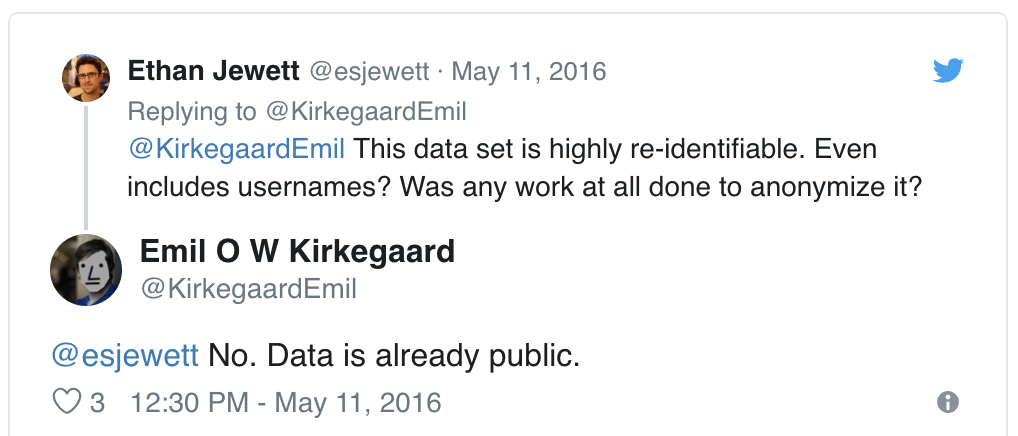 Ethan Jewett @esjewett · May 11, 2016
Replying to @KirkegaardEmil
@KirkegaardEmil This data set is highly re-identifiable. Even
includes usernames? Was any work at all done to anonymize it?
Emil O W Kirkegaard
@KirkegaardEmil
@esjewett No. Data is already public.
3 12:30 PM - May 11, 2016